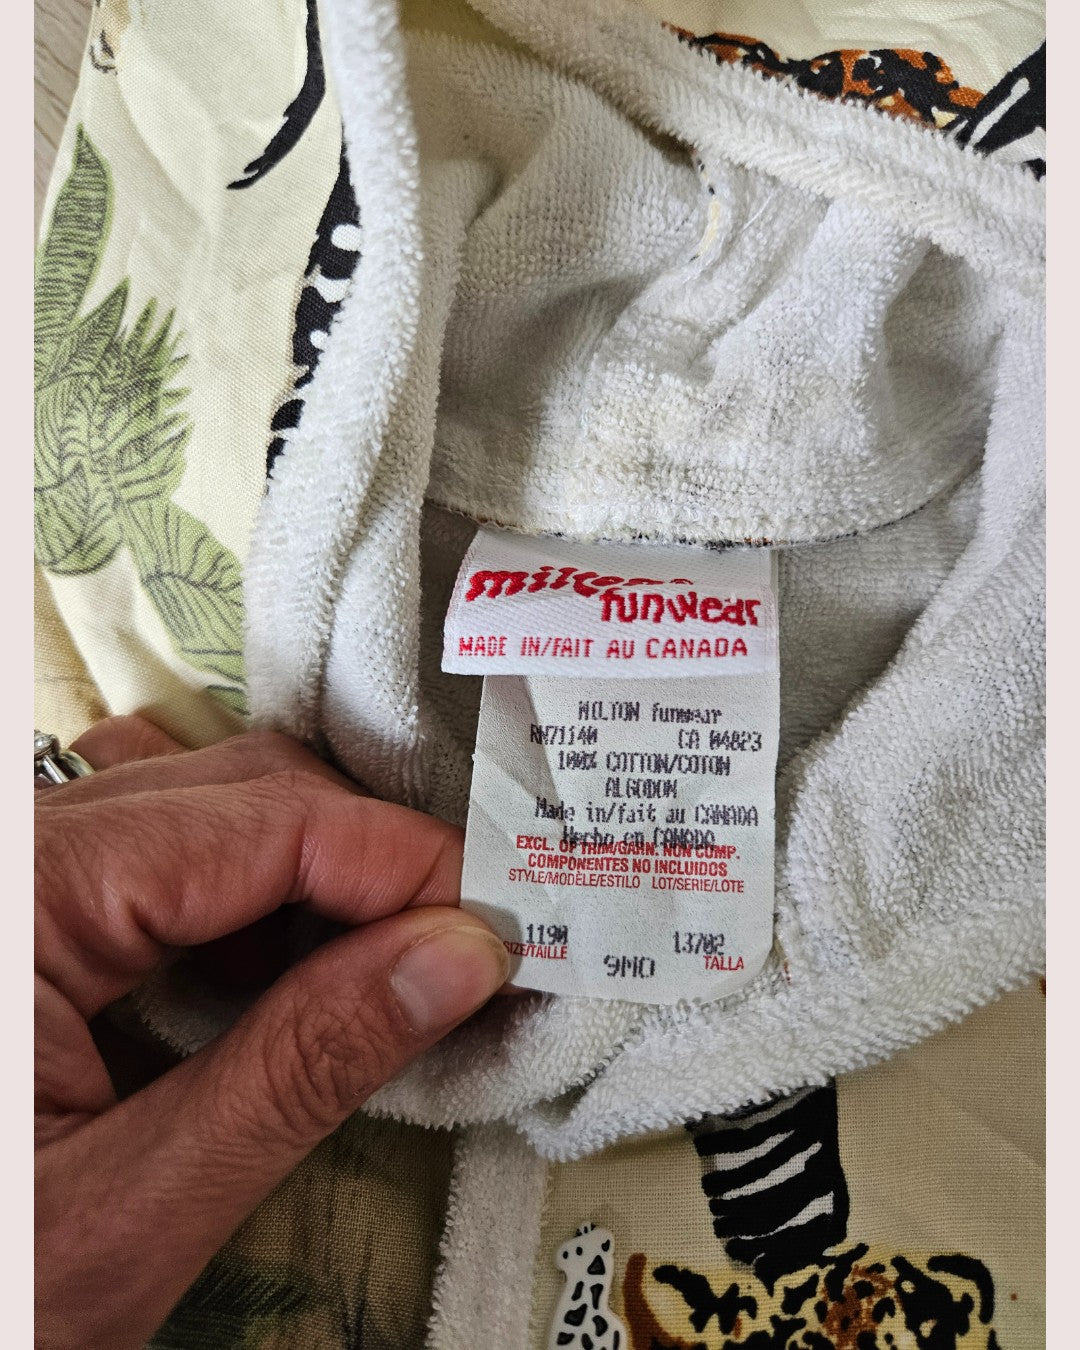 milton
funwear
MADE IN/FAIT AU CANADA
MILTON funwear
RN71140 CA 04823
100% COTTON/COTON
ALGODON
Made in/fait au CANADA
Hecho en CANADA
EXCL. OF TRIM/GARN. NON COMP.
COMPONENTES NO INCLUIDOS
STYLE/MODÈLE/ESTILO LOT/SERIE/LOTE
1190 13702
SIZE/TAILLE 9MO TALLA